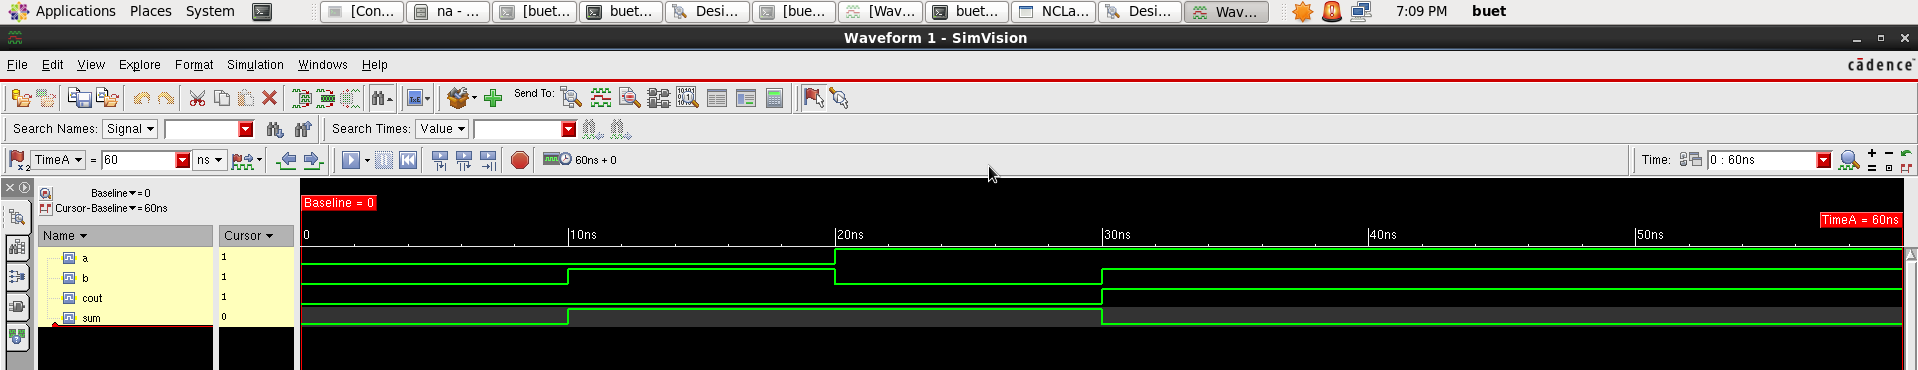 Applications Places System [Con... na - ... [buet... buet... Desi... [bue... [Wav... buet... NCLa... Desi... Wav... 7:09 PM buet
Waveform 1 - SimVision
File Edit View Explore Format Simulation Windows Help cādence
Send To:
Search Names: Signal Search Times: Value
TimeA = 60 ns 60ns + 0 Time: 0 : 60ns
Baseline = 0
Cursor-Baseline = 60ns
Baseline = 0
TimeA = 60ns
Name Cursor 0 10ns 20ns 30ns 40ns 50ns
a 1
b 1
cout 1
sum 0